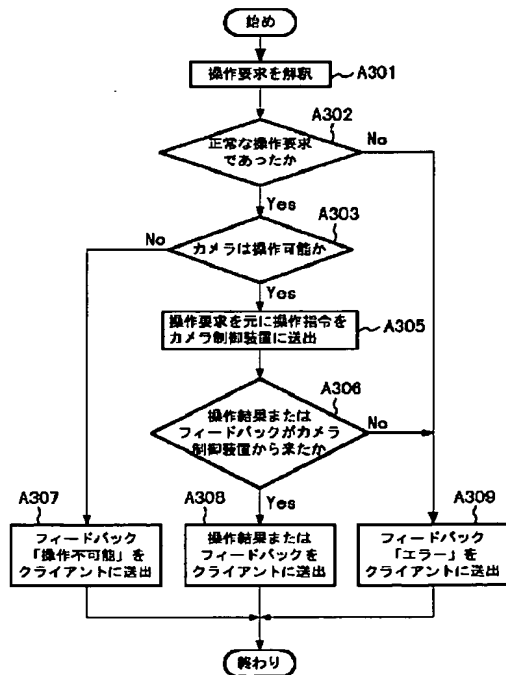 始め
操作要求を解釈
A301
A302
正常な操作要求
であったか
No
Yes
A303
No
カメラは操作可能か
Yes
操作要求を元に操作指令を
カメラ制御装置に送出
A305
A306
操作結果または
フィードバックがカメラ
制御装置から来たか
No
Yes
A307
フィードバック
「操作不可能」を
クライアントに送出
A308
操作結果または
フィードバックを
クライアントに送出
A309
フィードバック
「エラー」を
クライアントに送出
終わり